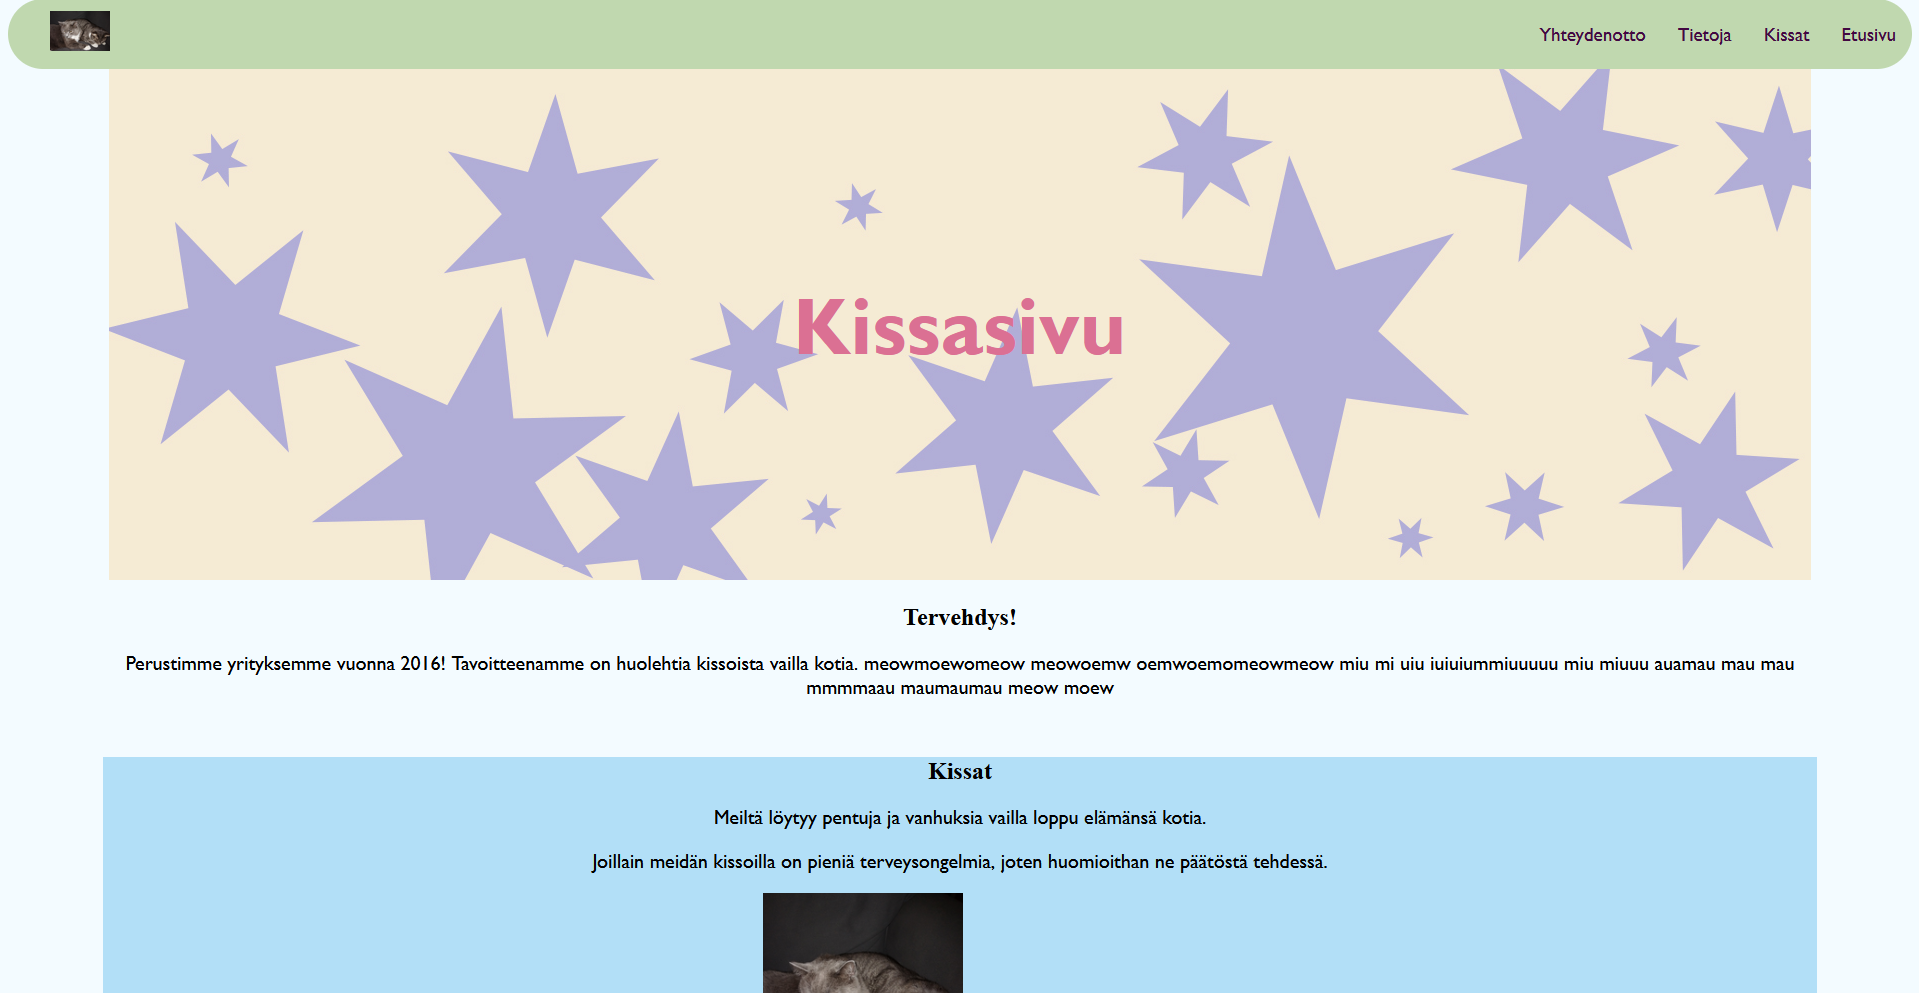 Yhteydenotto Tietoja Kissat Etusivu
Kissasivu
Tervehdys!
Perustimme yrityksemme vuonna 2016! Tavoitteenamme on huolehtia kissoista vailla kotia. meowmoewomeow meowoemw oemwoemomeowmeow miu mi uiu iuiuiummiuuuuu miu miuuu auamau mau mau
mmmmaau maumaumau meow moew
Kissat
Meiltä löytyy pentuja ja vanhuksia vailla loppu elämänsä kotia.
Joillain meidän kissoilla on pieniä terveysongelmia, joten huomioithan ne päätöstä tehdessä.